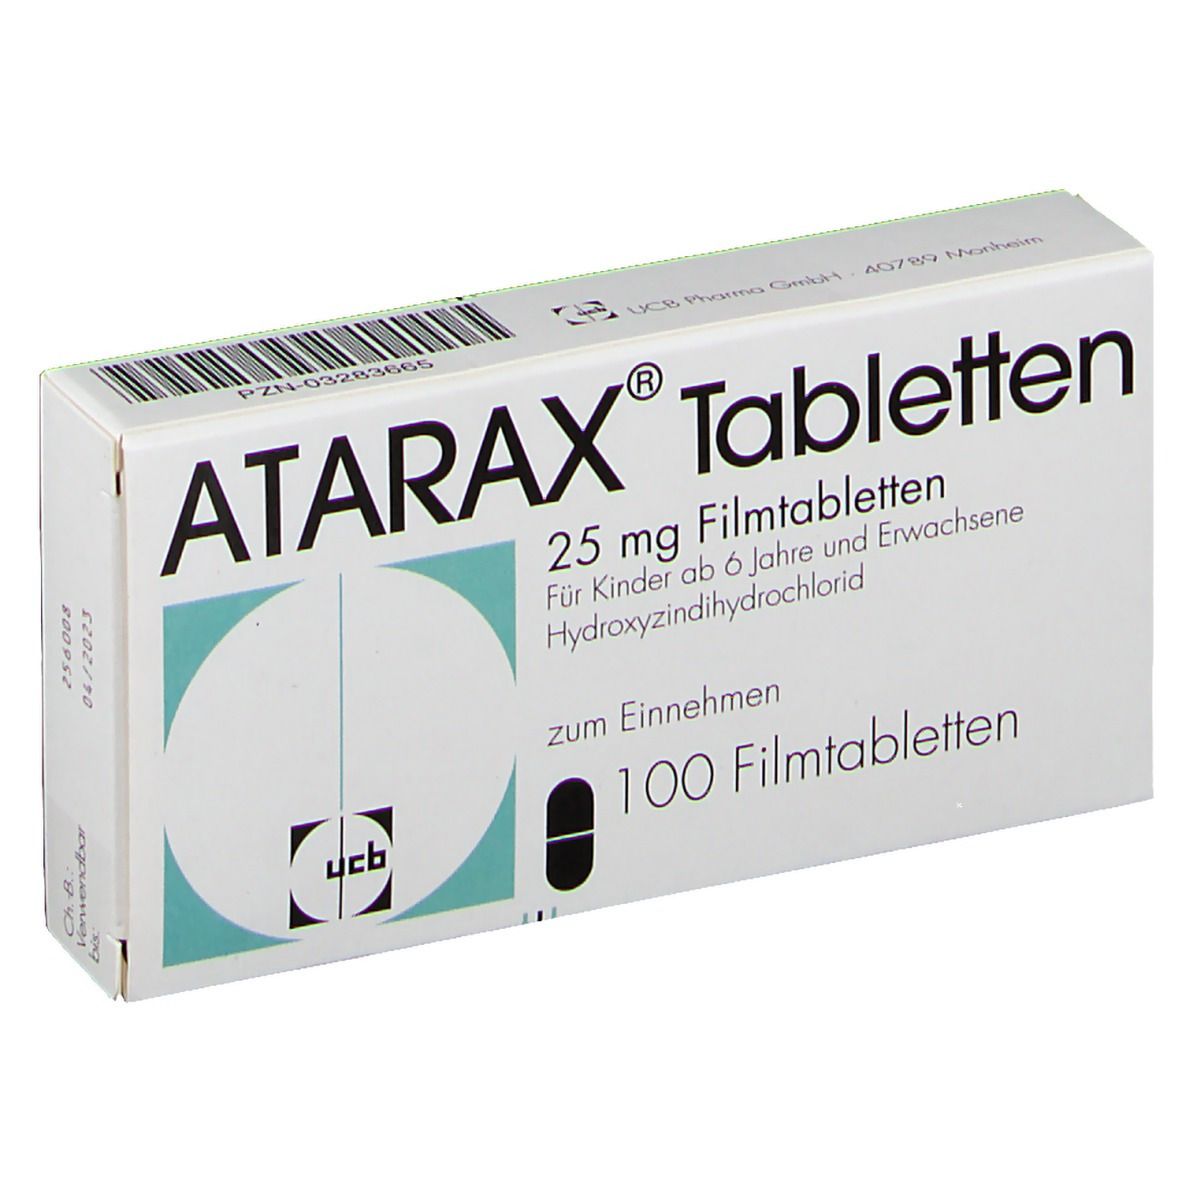 PZN-03283665
ucb
UCB Pharma GmbH · 40789 Monheim
ATARAX® Tabletten
25 mg Filmtabletten
Für Kinder ab 6 Jahre und Erwachsene
Hydroxyzindihydrochlorid
zum Einnehmen
100 Filmtabletten
ucb
256008
04/2023
Ch.-B.:
Verwendbar
bis: